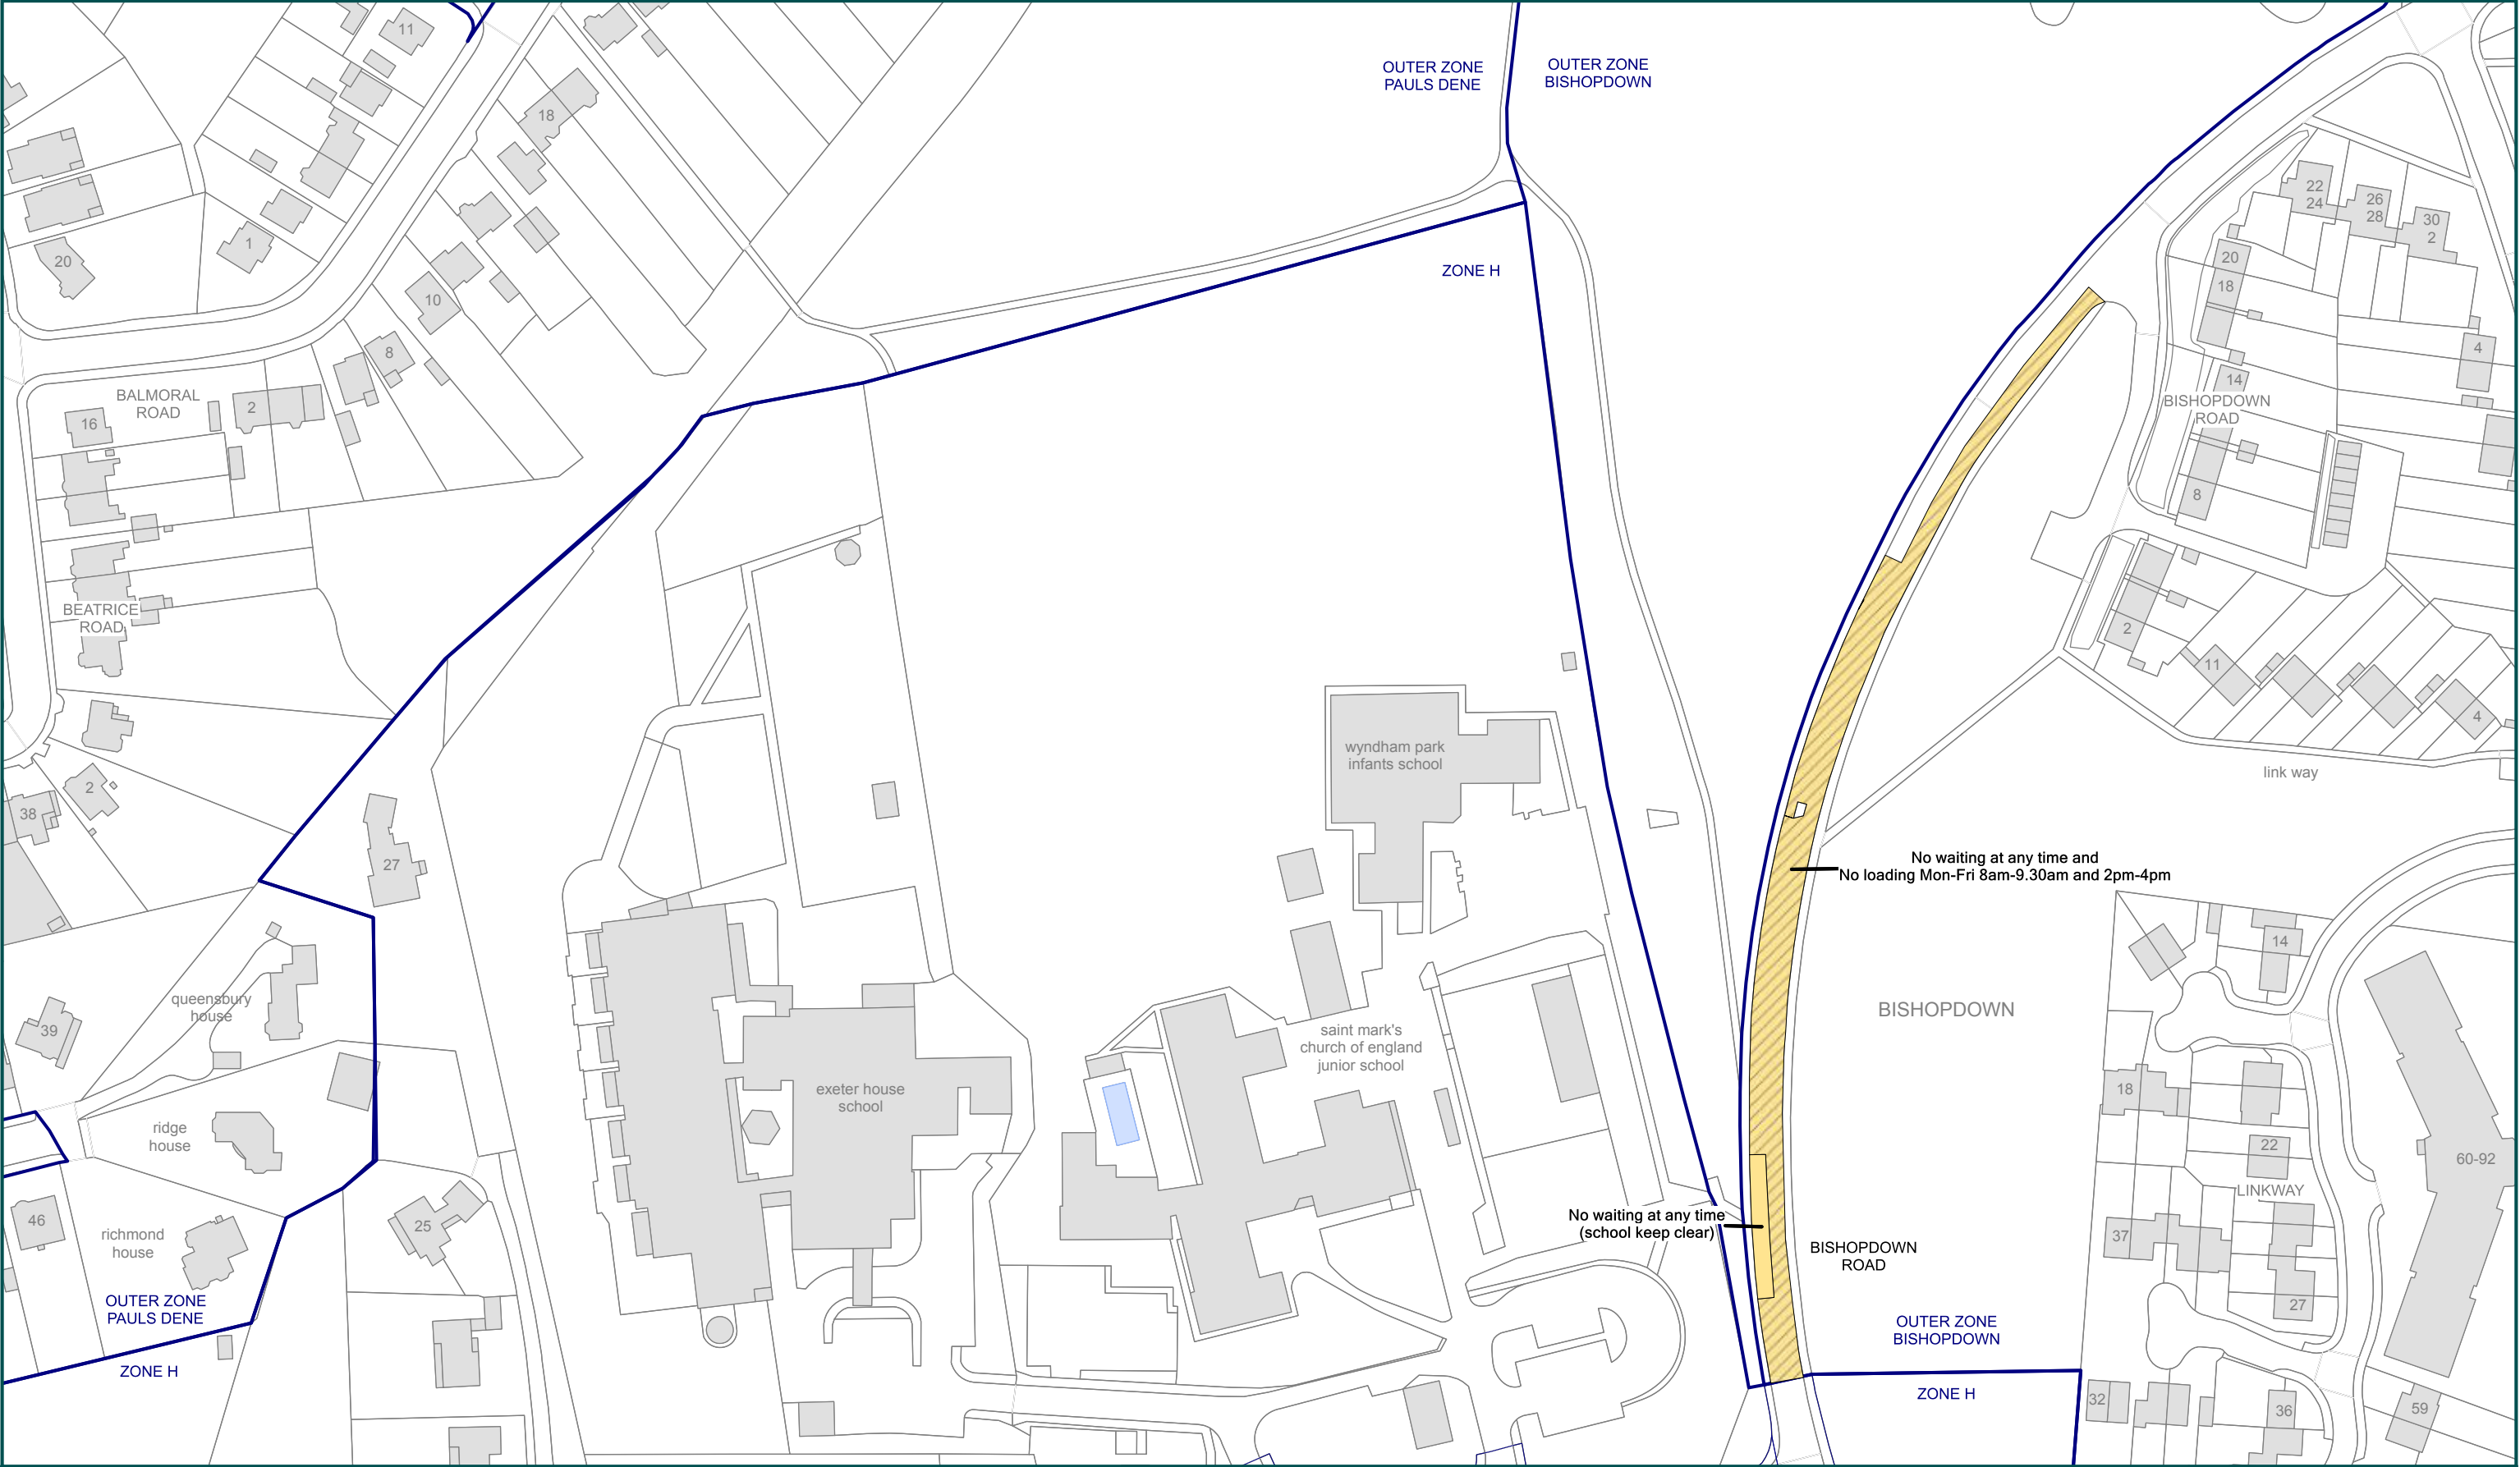 11
OUTER ZONE
PAULS DENE
OUTER ZONE
BISHOPDOWN
18
1
20
10
8
ZONE H
22
24
26
28
30
2
20
18
14
4
BISHOPDOWN
ROAD
8
BALMORAL
ROAD
2
16
BEATRICE
ROAD
2
38
27
2
11
4
link way
wyndham park
infants school
No waiting at any time and
No loading Mon-Fri 8am-9.30am and 2pm-4pm
14
BISHOPDOWN
queensbury
house
39
ridge
house
exeter house
school
saint mark's
church of england
junior school
18
22
60-92
LINKWAY
46
richmond
house
25
No waiting at any time
(school keep clear)
BISHOPDOWN
ROAD
37
27
OUTER ZONE
PAULS DENE
ZONE H
OUTER ZONE
BISHOPDOWN
ZONE H
32
36
59